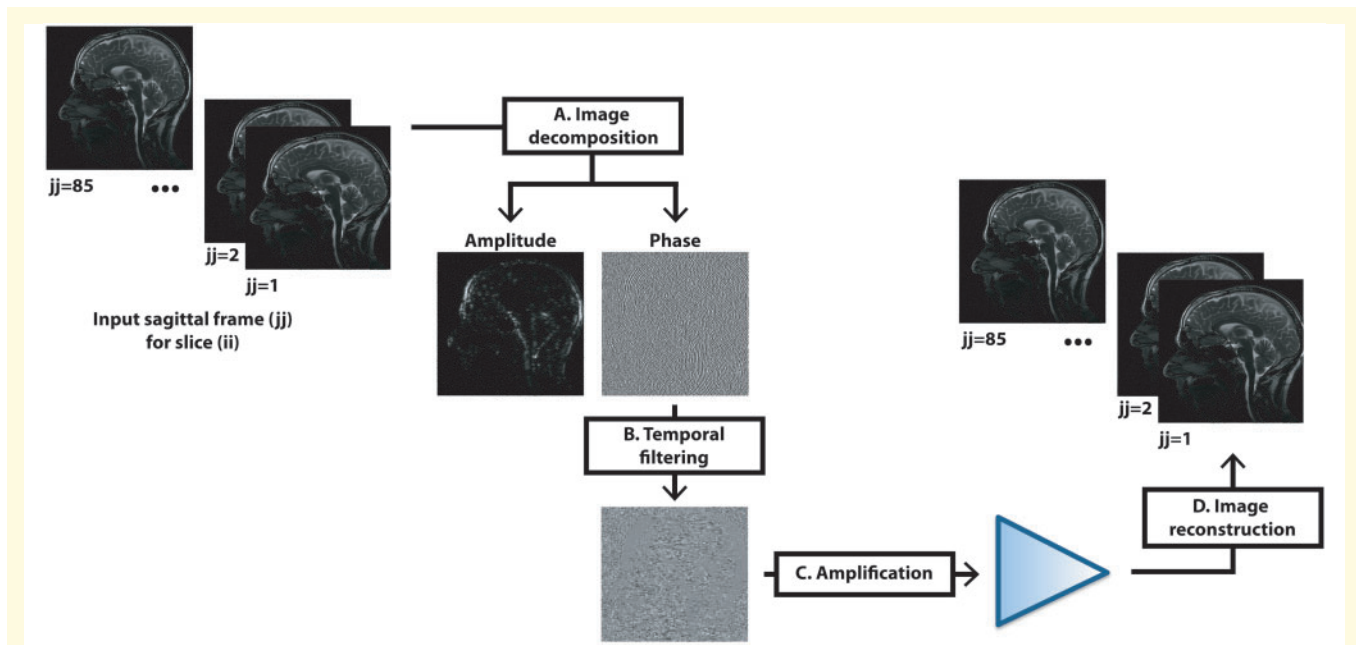 jj=85
...
jj=2
jj=1
Input sagittal frame (jj)
for slice (ii)
A. Image
decomposition
Amplitude
Phase
B. Temporal
filtering
C. Amplification
D. Image
reconstruction
jj=85
...
jj=2
jj=1